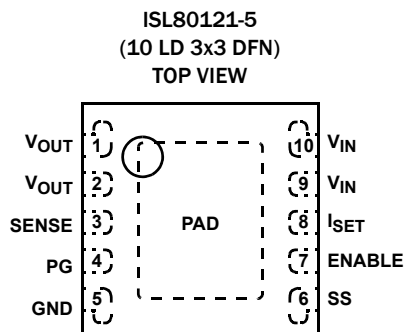 ISL80121-5
(10 LD 3x3 DFN)
TOP VIEW
VOUT 1 10 VIN
VOUT 2 9 VIN
SENSE 3 PAD 8 ISET
PG 4 7 ENABLE
GND 5 6 SS